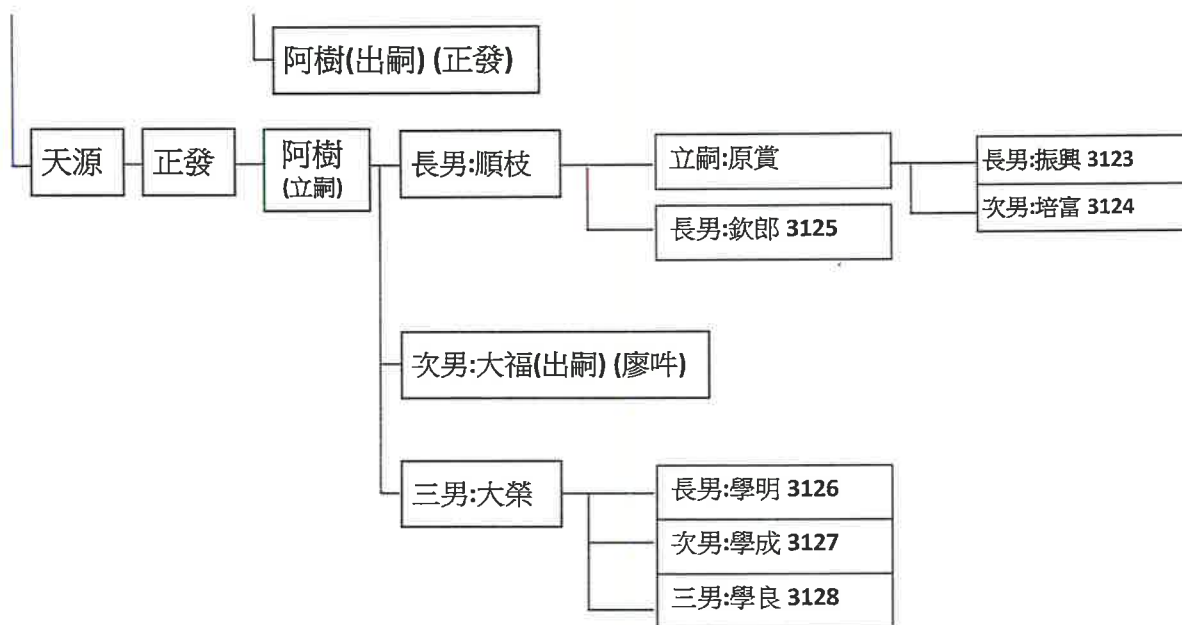 阿樹(出嗣) (正發)
天源
正發
阿樹
(立嗣)
長男:順枝
立嗣:原賞
長男:振興 3123
次男:培富 3124
長男:欽郎 3125
次男:大福(出嗣) (廖吽)
三男:大榮
長男:學明 3126
次男:學成 3127
三男:學良 3128